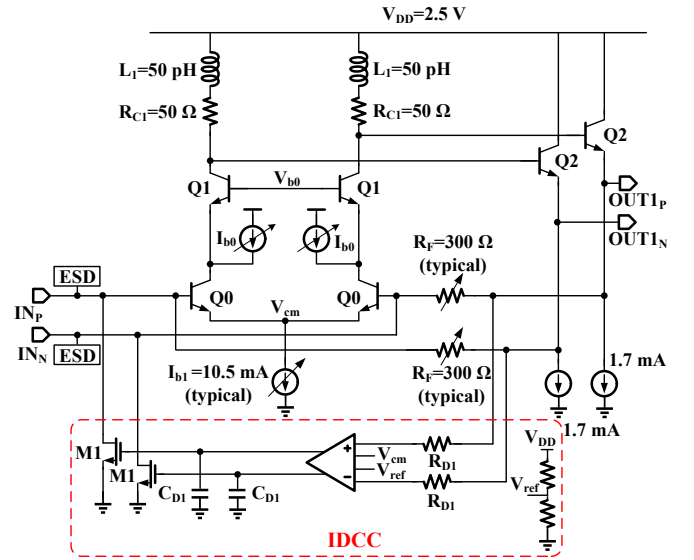 V_DD=2.5 V
L_1=50 pH
L_1=50 pH
R_C1=50 Ω
R_C1=50 Ω
Q2
Q2
Q1
V_b0
Q1
OUT1_P
OUT1_N
I_b0
I_b0
R_F=300 Ω
(typical)
ESD
IN_P
Q0
V_cm
Q0
IN_N
ESD
I_b1=10.5 mA
(typical)
R_F=300 Ω
(typical)
1.7 mA
1.7 mA
M1
M1
+
-
V_cm
V_ref
R_D1
R_D1
V_DD
V_ref
C_D1
C_D1
IDCC